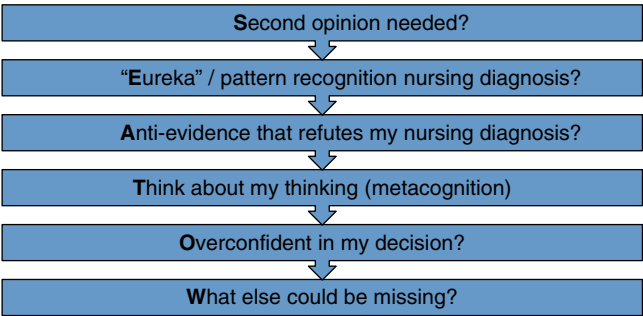 Second opinion needed?
“Eureka” / pattern recognition nursing diagnosis?
Anti-evidence that refutes my nursing diagnosis?
Think about my thinking (metacognition)
Overconfident in my decision?
What else could be missing?